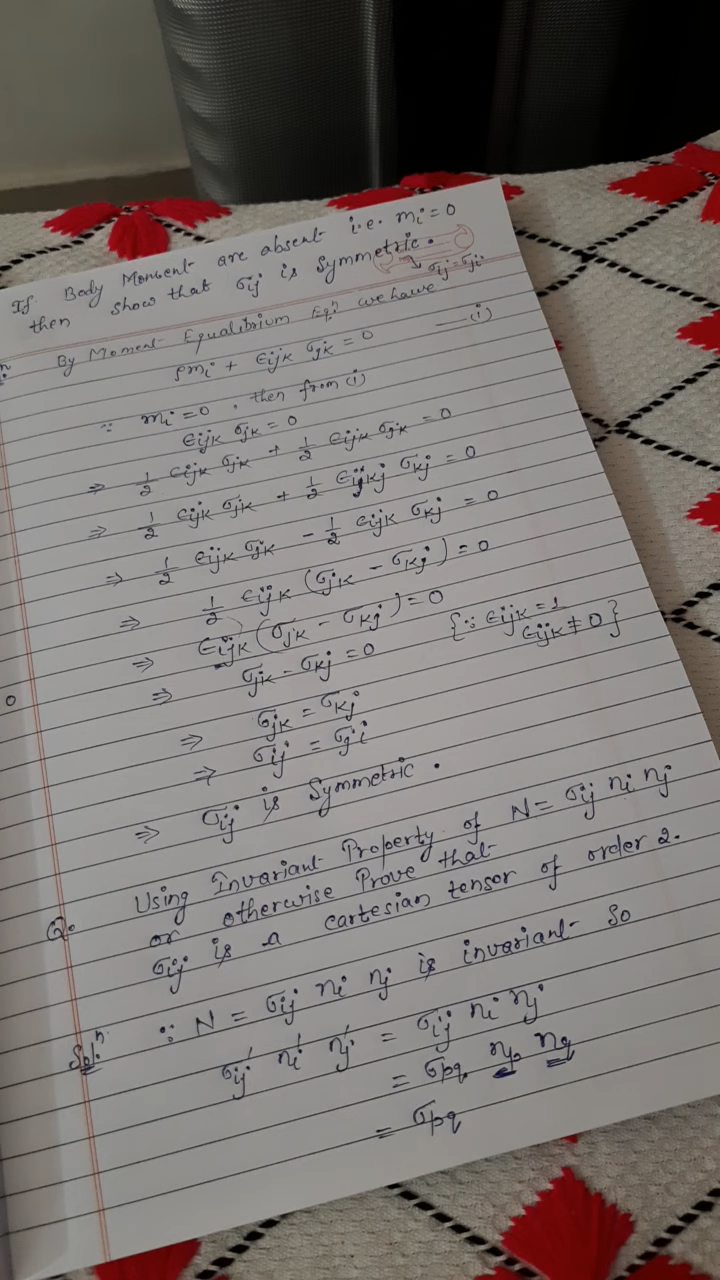 If Body Moment are absent i.e. mi = 0
then show that σij is Symmetric.
σij = σji
n By Moment Equalibrium Eqn we have
ρmi + ϵijk σjk = 0 —(i)
∵ mi = 0, then from (i)
ϵijk σjk = 0
⇒ 1/2 ϵijk σjk + 1/2 ϵijk σjk = 0
⇒ 1/2 ϵijk σjk + 1/2 ϵikj σkj = 0
⇒ 1/2 ϵijk σjk - 1/2 ϵijk σkj = 0
⇒ 1/2 ϵijk (σjk - σkj) = 0
⇒ ϵijk (σjk - σkj) = 0
{∵ ϵijk = 1
ϵijk ≠ 0}
⇒ σjk - σkj = 0
⇒ σjk = σkj
⇒ σij = σji
⇒ σij is Symmetric.
Q. Using Invariant Property of N = σij ni nj
or otherwise Prove that
σij is a cartesian tensor of order 2.
Soln. ∵ N = σij ni nj is invariant So
σij' ni' nj' = σij ni nj
= σpq np nq
= σpq